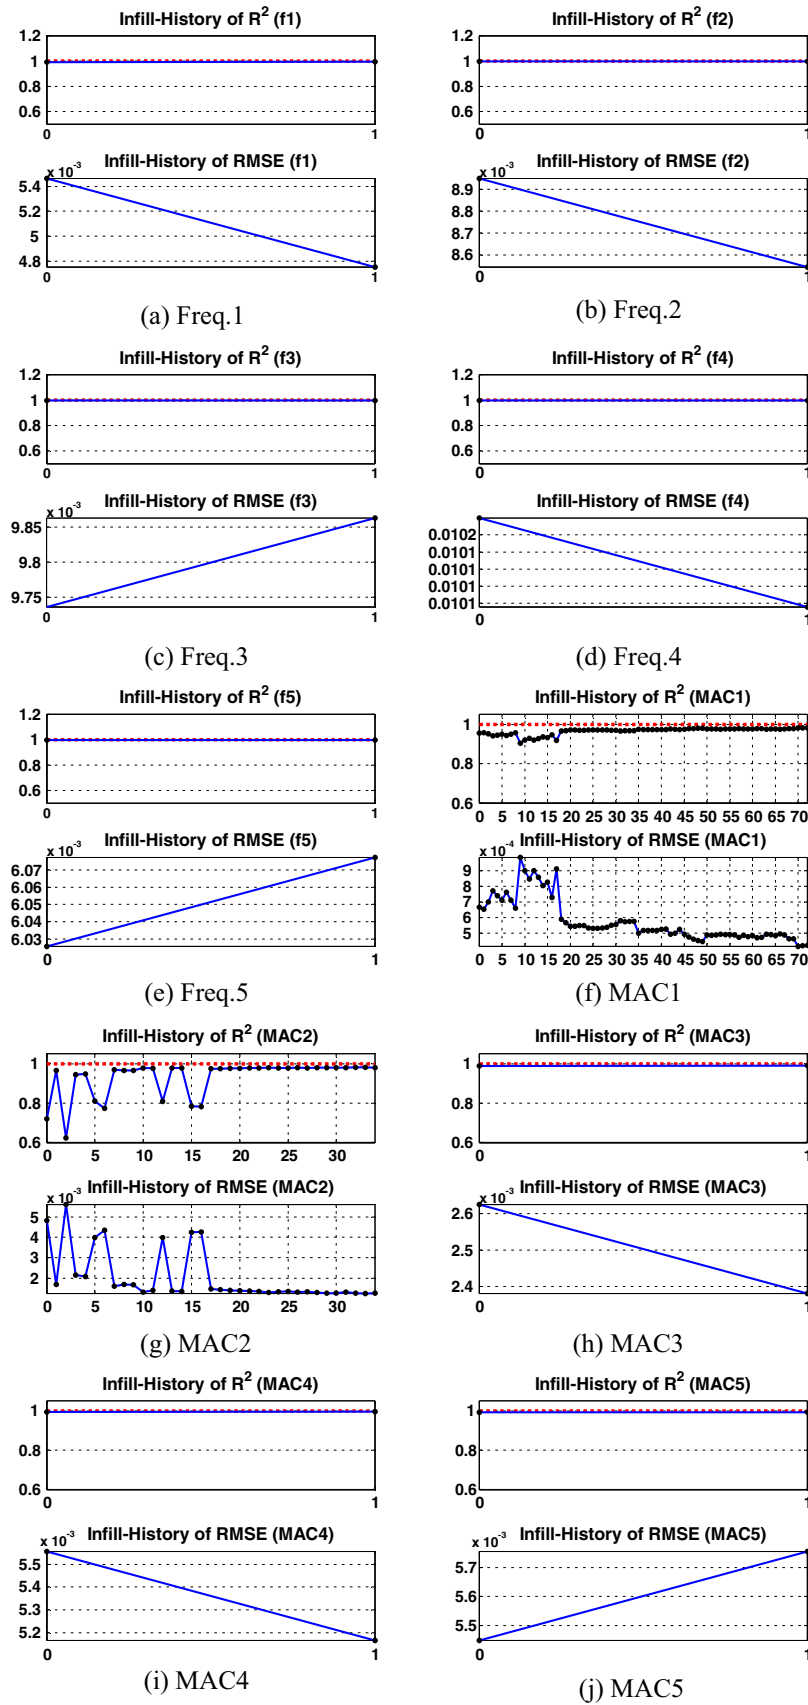 Infill-History of R² (f1)
1.2
1
0.8
0.6
0 1
Infill-History of RMSE (f1)
x 10⁻³
5.4
5.2
5
4.8
0 1
(a) Freq.1
Infill-History of R² (f2)
1.2
1
0.8
0.6
0 1
Infill-History of RMSE (f2)
x 10⁻³
8.9
8.8
8.7
8.6
0 1
(b) Freq.2
Infill-History of R² (f3)
1.2
1
0.8
0.6
0 1
Infill-History of RMSE (f3)
x 10⁻³
9.85
9.8
9.75
0 1
(c) Freq.3
Infill-History of R² (f4)
1.2
1
0.8
0.6
0 1
Infill-History of RMSE (f4)
0.0102
0.0101
0.0101
0.0101
0.0101
0 1
(d) Freq.4
Infill-History of R² (f5)
1.2
1
0.8
0.6
0 1
Infill-History of RMSE (f5)
x 10⁻³
6.07
6.06
6.05
6.04
6.03
0 1
(e) Freq.5
Infill-History of R² (MAC1)
1
0.8
0.6
0 5 10 15 20 25 30 35 40 45 50 55 60 65 70
Infill-History of RMSE (MAC1)
x 10⁻⁴
9
8
7
6
5
0 5 10 15 20 25 30 35 40 45 50 55 60 65 70
(f) MAC1
Infill-History of R² (MAC2)
1
0.8
0.6
0 5 10 15 20 25 30
Infill-History of RMSE (MAC2)
x 10⁻³
5
4
3
2
0 5 10 15 20 25 30
(g) MAC2
Infill-History of R² (MAC3)
1
0.8
0.6
0 1
Infill-History of RMSE (MAC3)
x 10⁻³
2.6
2.5
2.4
0 1
(h) MAC3
Infill-History of R² (MAC4)
1
0.8
0.6
0 1
Infill-History of RMSE (MAC4)
x 10⁻³
5.5
5.4
5.3
5.2
0 1
(i) MAC4
Infill-History of R² (MAC5)
1
0.8
0.6
0 1
Infill-History of RMSE (MAC5)
x 10⁻³
5.7
5.6
5.5
0 1
(j) MAC5